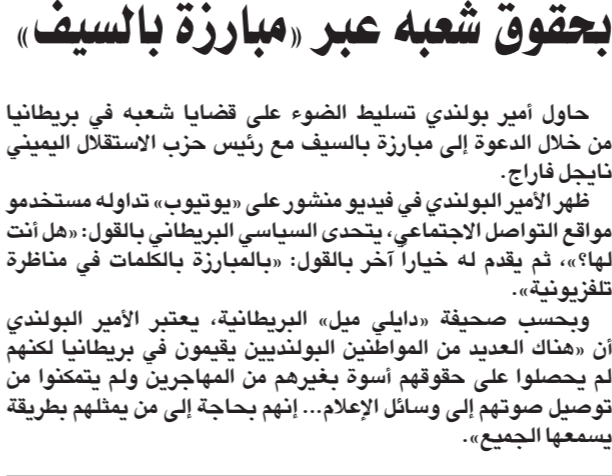 بحقوق شعبه عبر «مبارزة بالسيف»
حاول أمير بولندي تسليط الضوء على قضايا شعبه في بريطانيا
من خلال الدعوة إلى مبارزة بالسيف مع رئيس حزب الاستقلال اليميني
نايجل فاراج.
ظهر الأمير البولندي في فيديو منشور على «يوتيوب» تداوله مستخدمو
مواقع التواصل الاجتماعي، يتحدى السياسي البريطاني بالقول: «هل أنت
لها؟»، ثم يقدم له خياراً آخر بالقول: «بالمبارزة بالكلمات في مناظرة
تلفزيونية».
وبحسب صحيفة «دايلي ميل» البريطانية، يعتبر الأمير البولندي
أن «هناك العديد من المواطنين البولنديين يقيمون في بريطانيا لكنهم
لم يحصلوا على حقوقهم أسوة بغيرهم من المهاجرين ولم يتمكنوا من
توصيل صوتهم إلى وسائل الإعلام... إنهم بحاجة إلى من يمثلهم بطريقة
يسمعها الجميع».